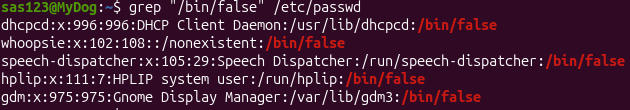 sas123@MyDog:~$ grep "/bin/false" /etc/passwd
dhcpcd:x:996:996:DHCP Client Daemon:/usr/lib/dhcpcd:/bin/false
whoopsie:x:102:108::/nonexistent:/bin/false
speech-dispatcher:x:105:29:Speech Dispatcher:/run/speech-dispatcher:/bin/false
hplip:x:111:7:HPLIP system user:/run/hplip:/bin/false
gdm:x:975:975:Gnome Display Manager:/var/lib/gdm3:/bin/false